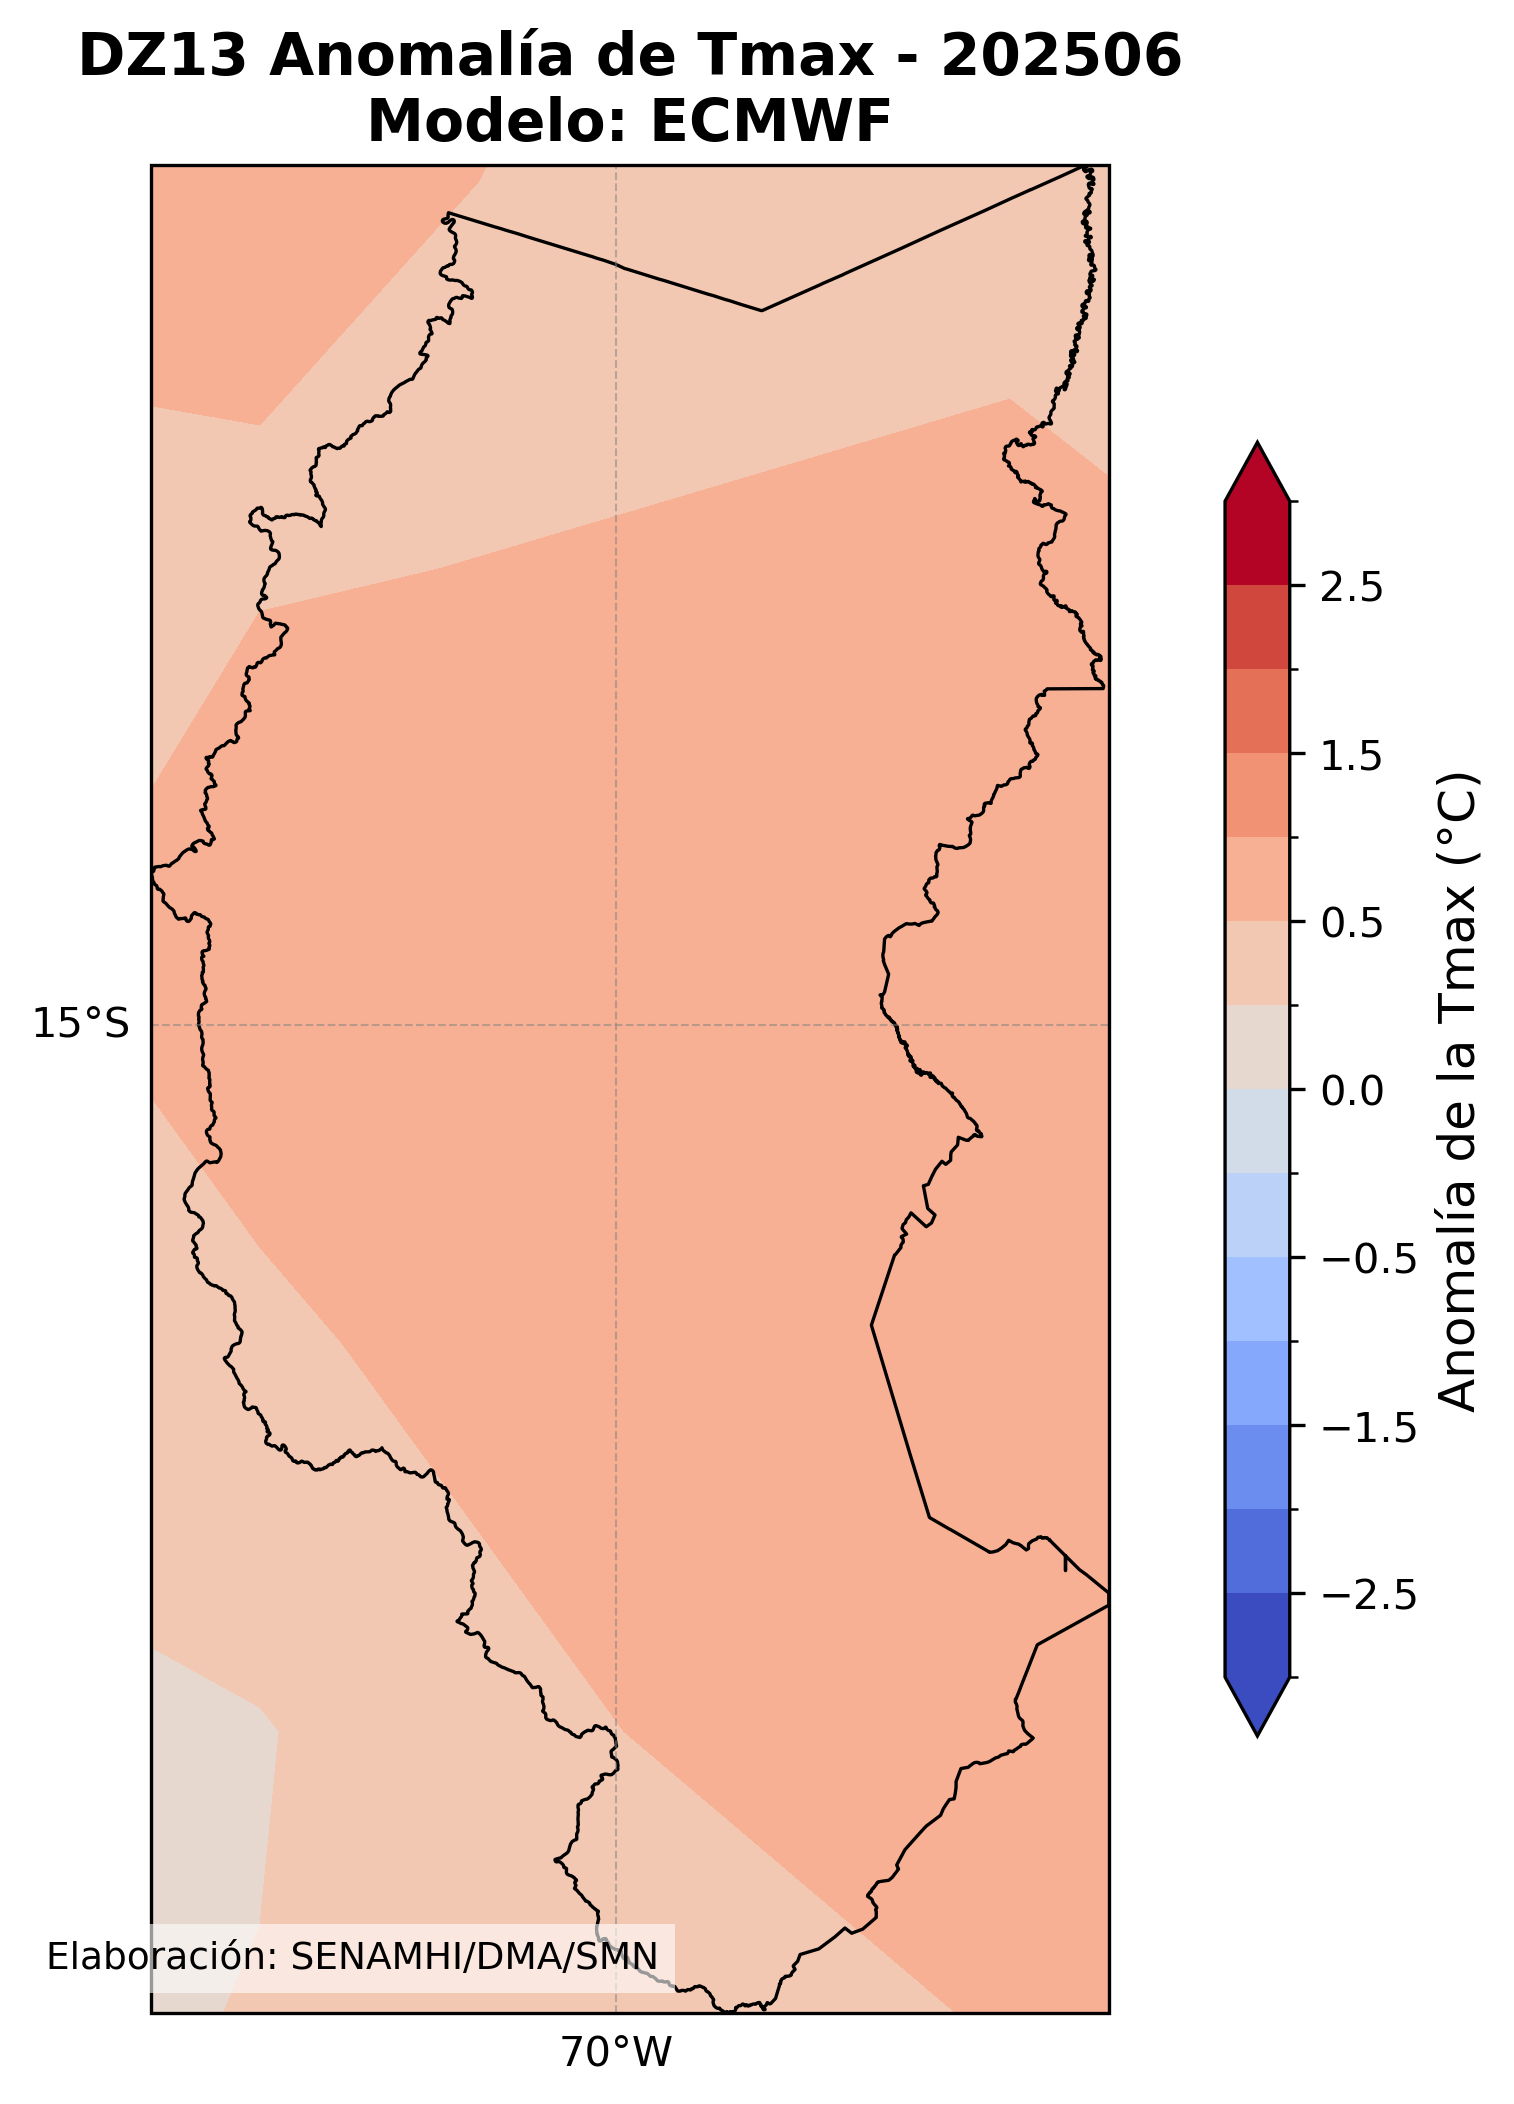 DZ13 Anomalía de Tmax - 202506
Modelo: ECMWF
2.5
1.5
0.5
0.0
−0.5
−1.5
−2.5
Anomalía de la Tmax (°C)
15°S
Elaboración: SENAMHI/DMA/SMN
70°W